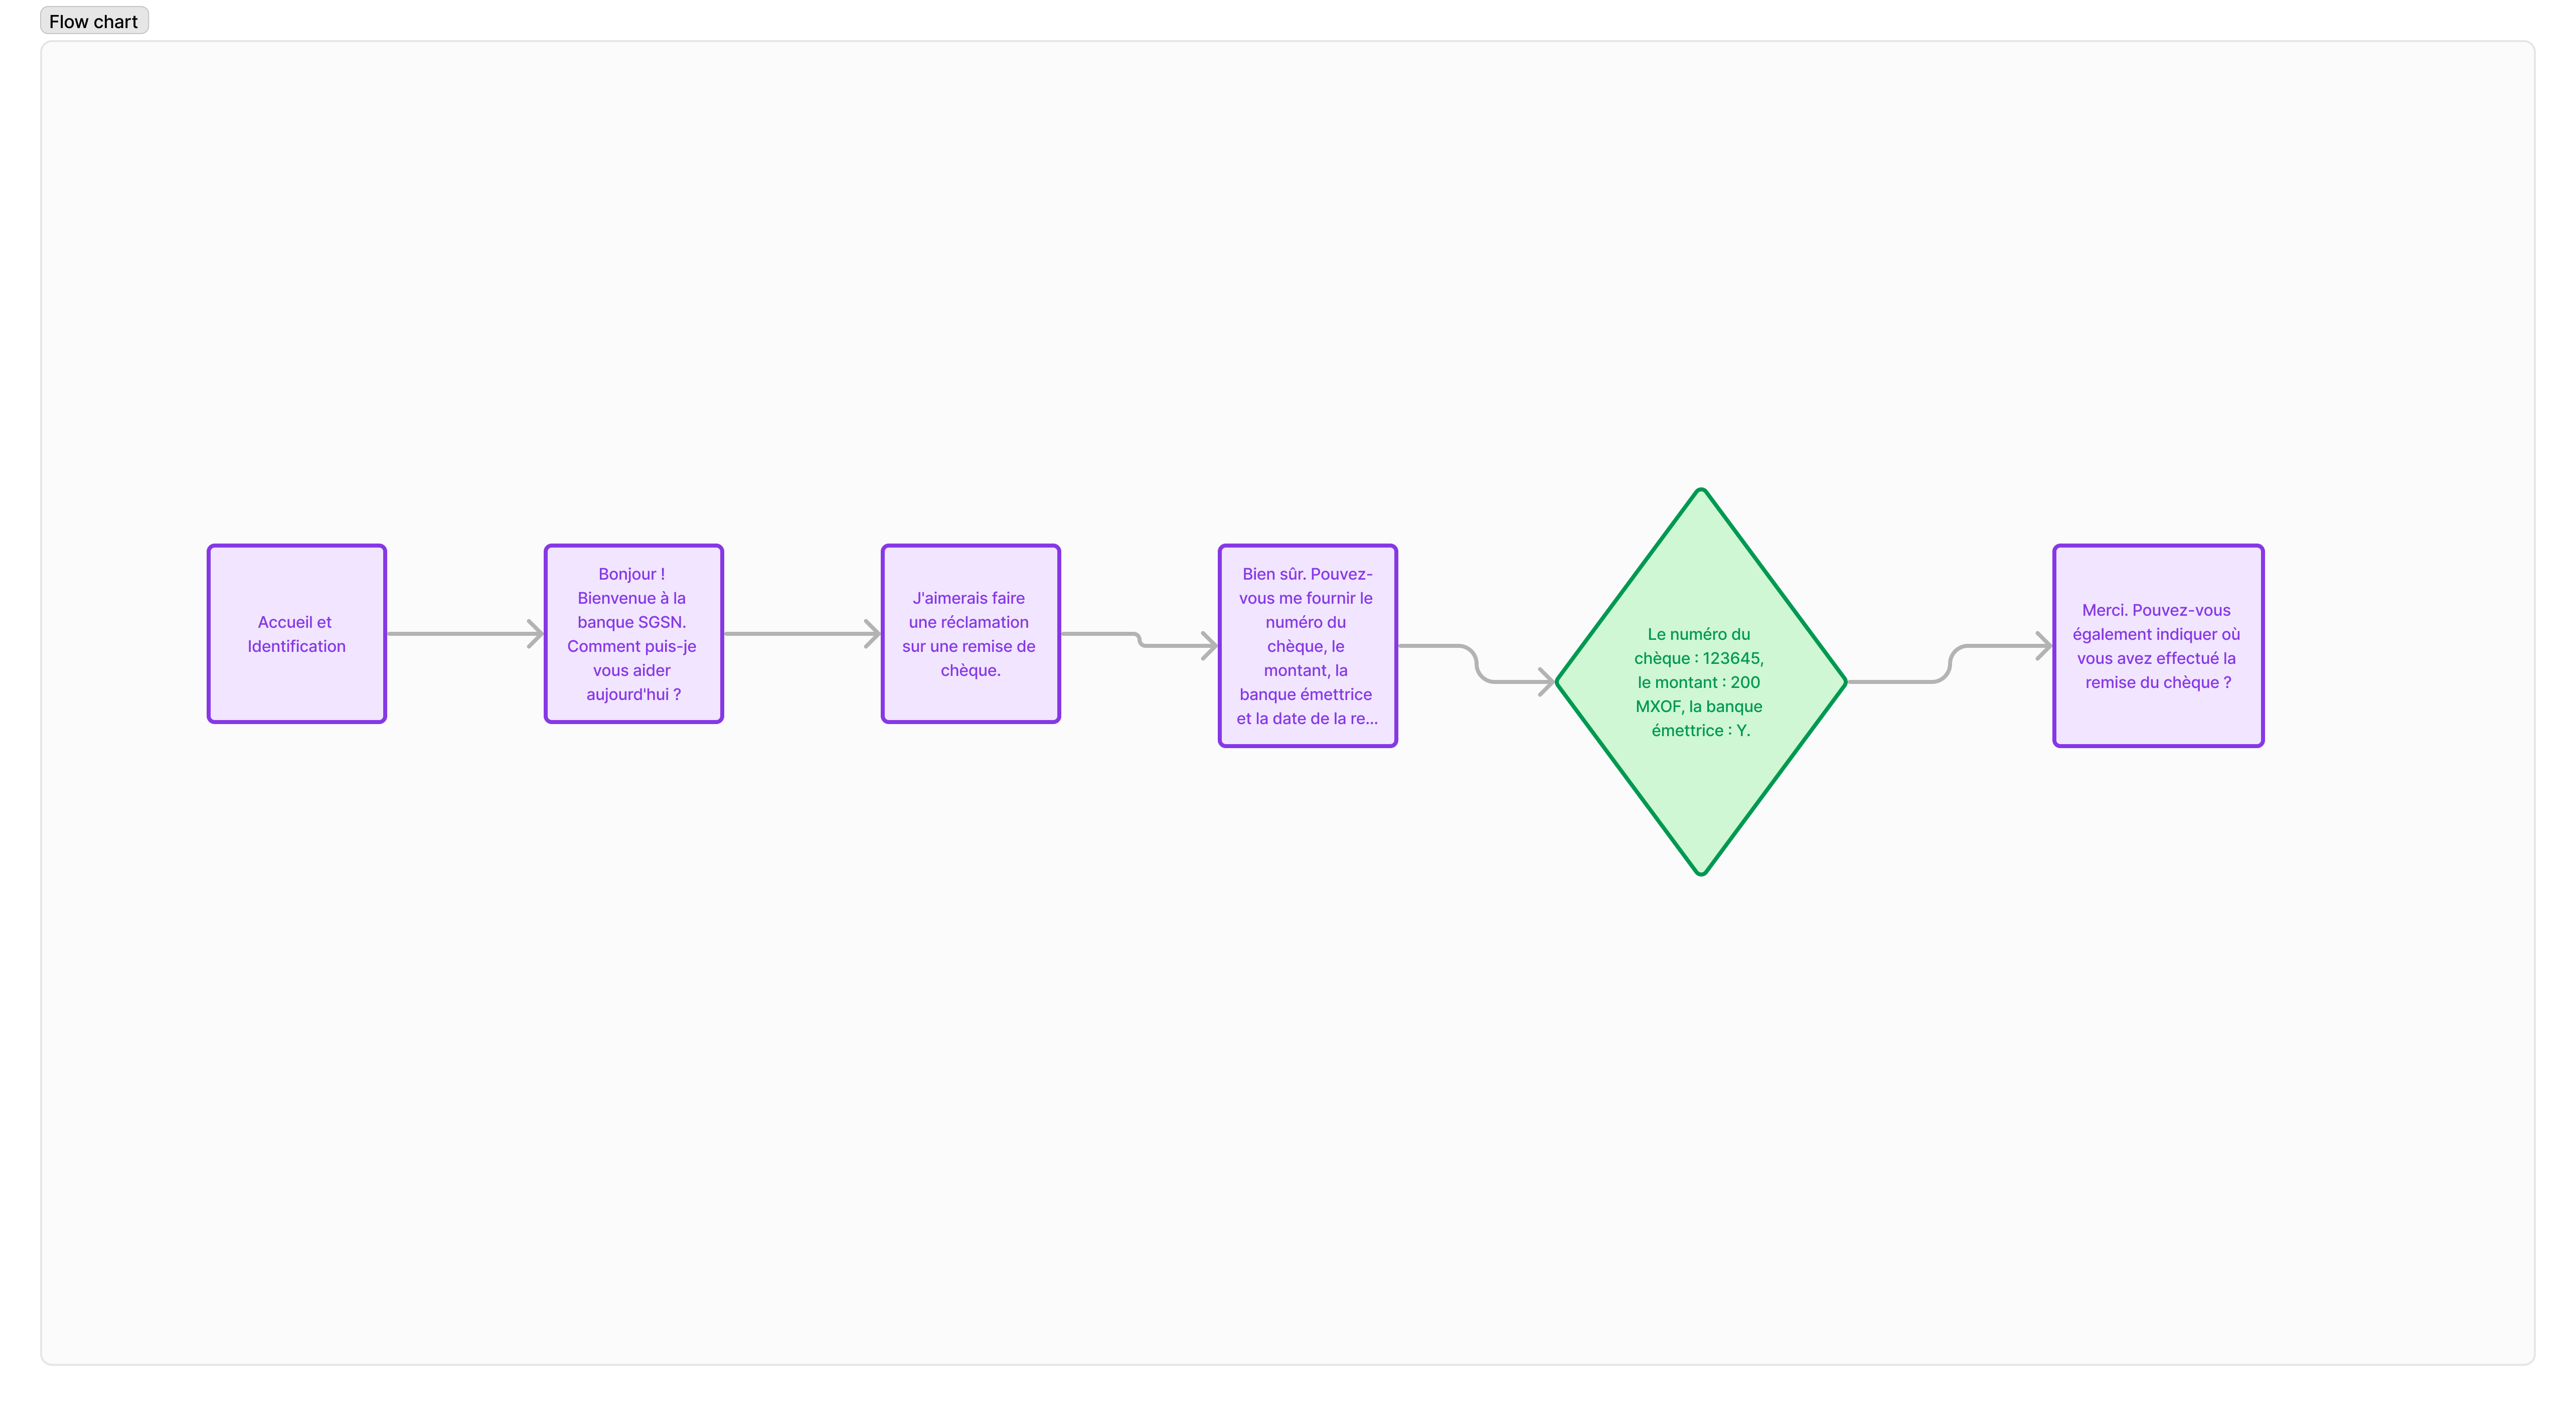 Flow chart
Accueil et
Identification
Bonjour !
Bienvenue à la
banque SGSN.
Comment puis-je
vous aider
aujourd'hui ?
J'aimerais faire
une réclamation
sur une remise de
chèque.
Bien sûr. Pouvez-
vous me fournir le
numéro du
chèque, le
montant, la
banque émettrice
et la date de la re...
Le numéro du
chèque : 123645,
le montant : 200
MXOF, la banque
émettrice : Y.
Merci. Pouvez-vous
également indiquer où
vous avez effectué la
remise du chèque ?